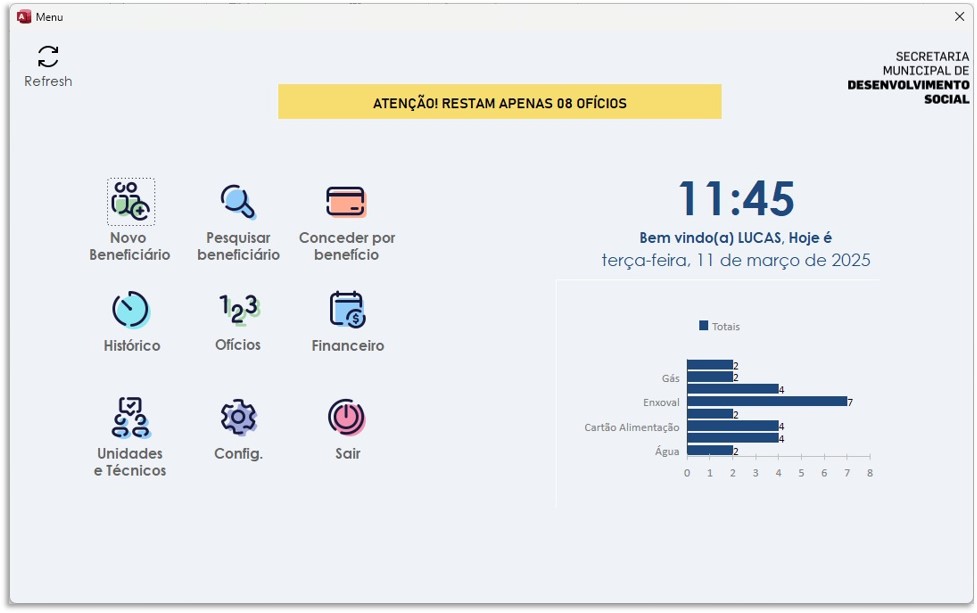 Menu
Refresh
SECRETARIA
MUNICIPAL DE
DESENVOLVIMENTO
SOCIAL
ATENÇÃO! RESTAM APENAS 08 OFÍCIOS
Novo
Beneficiário
Pesquisar
beneficiário
Conceder por
benefício
Histórico
123
Ofícios
Financeiro
Unidades
e Técnicos
Config.
Sair
11:45
Bem vindo(a) LUCAS, Hoje é
terça-feira, 11 de março de 2025
Totais
2
Gás 2
4
Enxoval 7
2
Cartão Alimentação 4
4
Água 2
0 1 2 3 4 5 6 7 8